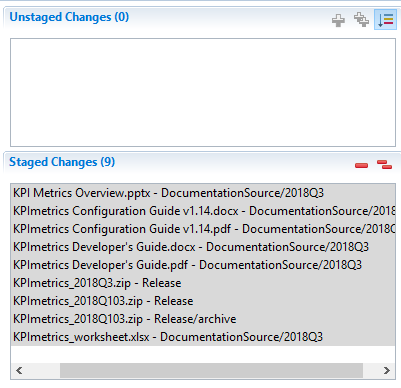 Unstaged Changes (0)
Staged Changes (9)
KPI Metrics Overview.pptx - DocumentationSource/2018Q3
KPImetrics Configuration Guide v1.14.docx - DocumentationSource/2018
KPImetrics Configuration Guide v1.14.pdf - DocumentationSource/2018Q
KPImetrics Developer's Guide.docx - DocumentationSource/2018Q3
KPImetrics Developer's Guide.pdf - DocumentationSource/2018Q3
KPImetrics_2018Q3.zip - Release
KPImetrics_2018Q103.zip - Release
KPImetrics_2018Q103.zip - Release/archive
KPImetrics_worksheet.xlsx - DocumentationSource/2018Q3